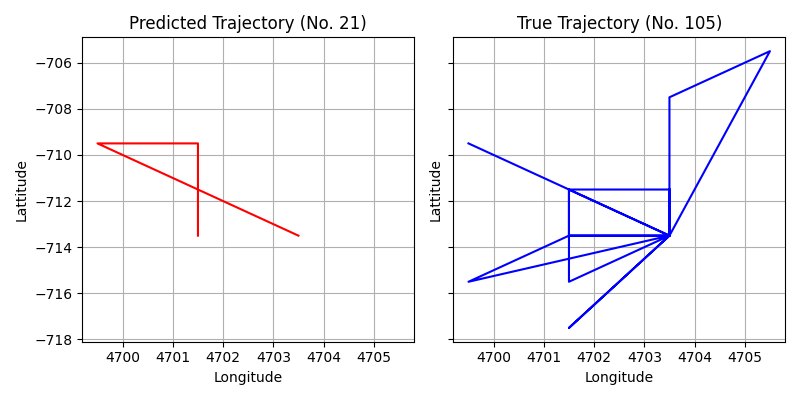 Predicted Trajectory (No. 21)
True Trajectory (No. 105)
−706
−708
−710
−712
−714
−716
−718
Lattitude
Lattitude
4700 4701 4702 4703 4704 4705
4700 4701 4702 4703 4704 4705
Longitude
Longitude